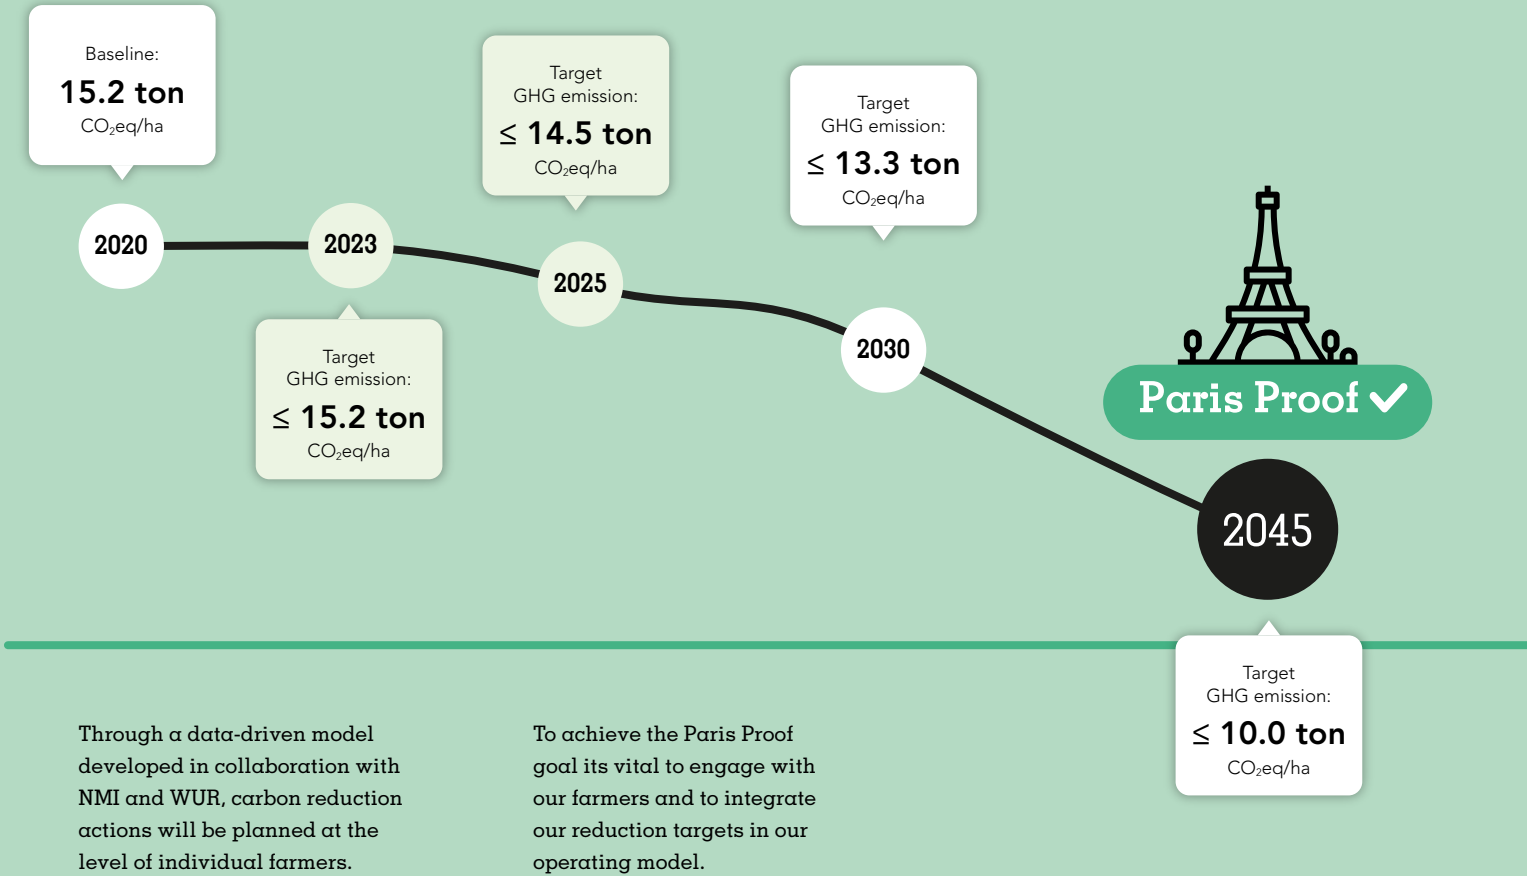 Baseline:
15.2 ton
CO₂eq/ha
Target
GHG emission:
≤ 14.5 ton
CO₂eq/ha
Target
GHG emission:
≤ 13.3 ton
CO₂eq/ha
2020
2023
2025
2030
Target
GHG emission:
≤ 15.2 ton
CO₂eq/ha
Paris Proof
2045
Target
GHG emission:
≤ 10.0 ton
CO₂eq/ha
Through a data-driven model
developed in collaboration with
NMI and WUR, carbon reduction
actions will be planned at the
level of individual farmers.
To achieve the Paris Proof
goal its vital to engage with
our farmers and to integrate
our reduction targets in our
operating model.